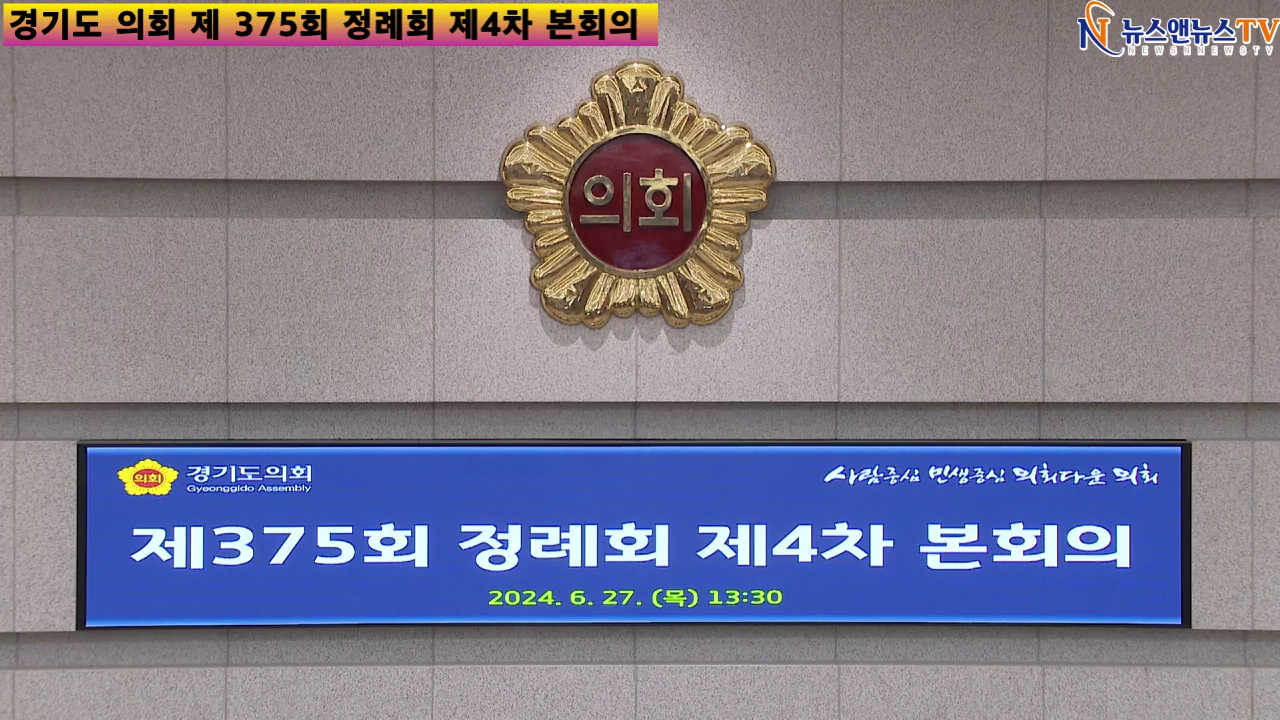 경기도 의회 제 375회 정례회 제4차 본회의
뉴스앤뉴스TV
NEWSNNEWSTV
의회
의회
경기도의회
Gyeonggido Assembly
사람중심 민생중심 의회다운 의회
제375회 정례회 제4차 본회의
2024. 6. 27. (목) 13:30